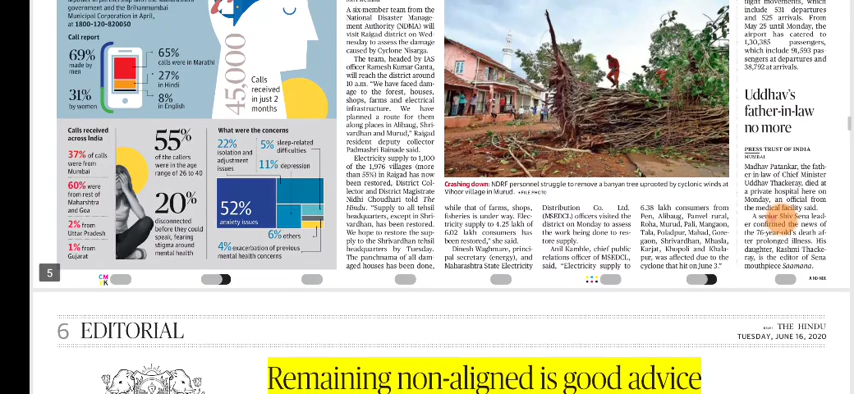 government and the Brihanmumbai
Municipal Corporation in April,
at 1800-120-820050
Call report
69%
made by
men
31%
by women
65%
calls were in Marathi
27%
in Hindi
8%
in English
45,000
Calls
received
in just 2
months
Calls received
across India
37% of calls
were from
Mumbai
60% were
from rest of
Maharashtra
and Goa
2% from
Uttar Pradesh
1% from
Gujarat
55%
of the callers
were in the age
range of 26 to 40
20%
disconnected
before they could
speak, fearing
stigma around
mental health
What were the concerns
22%
isolation and
adjustment
issues
5% sleep-related
difficulties
11% depression
52%
anxiety issues
6% others
4% exacerbation of previous
mental health concerns
5
CM
YK
A six member team from the
National Disaster Manage-
ment Authority (NDMA) will
visit Raigad district on Wed-
nesday to assess the damage
caused by Cyclone Nisarga.
The team, headed by IAS
officer Ramesh Kumar Ganta,
will reach the district around
10 a.m. “We have faced dam-
age to the forest, houses,
shops, farms and electrical
infrastructure. We have
planned a route for them
along places in Alibaug, Shri-
vardhan and Murud,” Raigad
resident deputy collector
Padmashri Bainade said.
Electricity supply to 1,100
of the 1,976 villages (more
than 55%) in Raigad has now
been restored, District Col-
lector and District Magistrate
Nidhi Choudhari told The
Hindu. “Supply to all tehsil
headquarters, except in Shri-
vardhan, has been restored.
We hope to restore the sup-
ply to the Shrivardhan tehsil
headquarters by Tuesday.
The panchnama of all dam-
aged houses has been done,
Crashing down: NDRF personnel struggle to remove a banyan tree uprooted by cyclonic winds at
Vihoor village in Murud. FILE PHOTO
while that of farms, shops,
fisheries is under way. Elec-
tricity supply to 4.25 lakh of
6.02 lakh consumers has
been restored,” she said.
Dinesh Waghmare, princi-
pal secretary (energy), and
Maharashtra State Electricity
Distribution Co. Ltd.
(MSEDCL) officers visited the
district on Monday to assess
the work being done to res-
tore supply.
Anil Kamble, chief public
relations officer of MSEDCL,
said, “Electricity supply to
6.38 lakh consumers from
Pen, Alibaug, Panvel rural,
Roha, Murud, Pali, Mangaon,
Tala, Poladpur, Mahad, Gore-
gaon, Shrivardhan, Mhasla,
Karjat, Khopoli and Khala-
pur, was affected due to the
cyclone that hit on June 3.”
flight movements, which
include 531 departures
and 525 arrivals. From
May 25 until Monday, the
airport has catered to
1,30,385 passengers,
which include 91,593 pas-
sengers at departures and
38,792 at arrivals.
Uddhav’s
father-in-law
no more
PRESS TRUST OF INDIA
MUMBAI
Madhav Patankar, the fath-
er in law of Chief Minister
Uddhav Thackeray, died at
a private hospital here on
Monday, an official from
the medical facility said.
A senior Shiv Sena lead-
er confirmed the news of
the 76-year-old’s death af-
ter prolonged illness. His
daughter, Rashmi Thacke-
ray, is the editor of Sena
mouthpiece Saamana.
6 EDITORIAL
THE HINDU
TUESDAY, JUNE 16, 2020
Remaining non-aligned is good advice